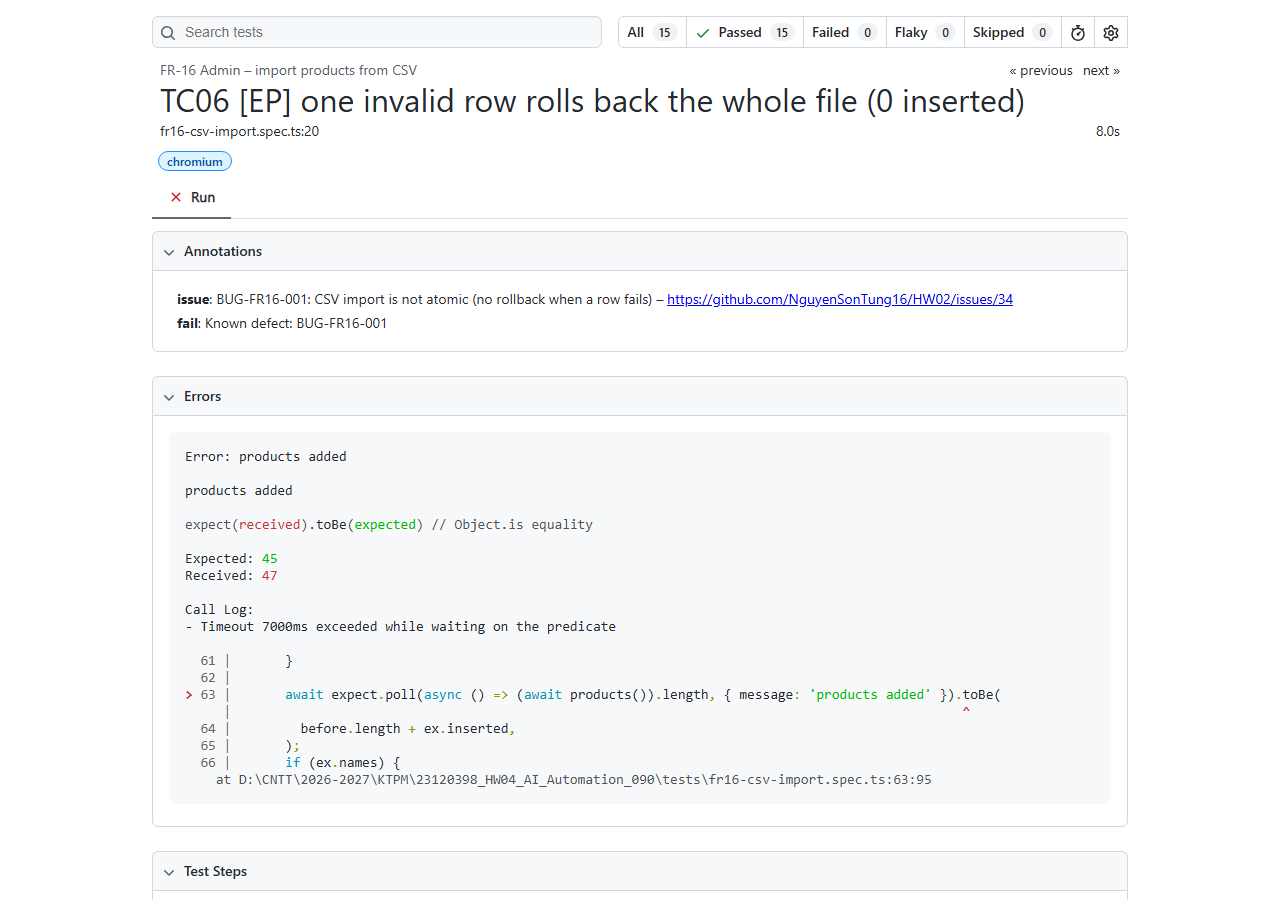 Search tests
All 15
Passed 15
Failed 0
Flaky 0
Skipped 0
FR-16 Admin – import products from CSV
« previous next »
TC06 [EP] one invalid row rolls back the whole file (0 inserted)
fr16-csv-import.spec.ts:20
8.0s
chromium
Run
Annotations
issue: BUG-FR16-001: CSV import is not atomic (no rollback when a row fails) – https://github.com/NguyenSonTung16/HW02/issues/34
fail: Known defect: BUG-FR16-001
Errors
Error: products added
products added
expect(received).toBe(expected) // Object.is equality
Expected: 45
Received: 47
Call Log:
- Timeout 7000ms exceeded while waiting on the predicate
61 |       }
62 |
> 63 |       await expect.poll(async () => (await products()).length, { message: 'products added' }).toBe(
|                                                                                               ^
64 |         before.length + ex.inserted,
65 |       );
66 |       if (ex.names) {
at D:\CNTT\2026-2027\KTPM\23120398_HW04_AI_Automation_090\tests\fr16-csv-import.spec.ts:63:95
Test Steps